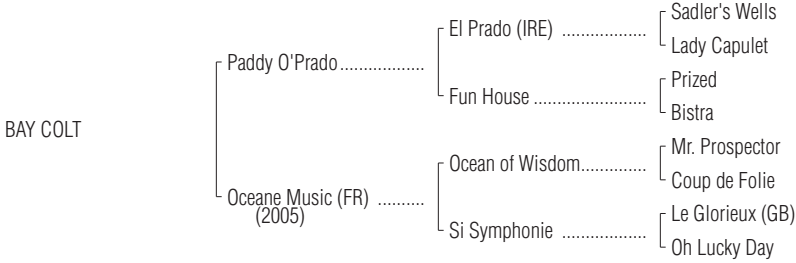 Sadler's Wells
El Prado (IRE) ..................
Lady Capulet
Paddy O'Prado..................
Prized
Fun House ........................
Bistra
BAY COLT
Mr. Prospector
Ocean of Wisdom..............
Coup de Folie
Oceane Music (FR) ..........
(2005)
Le Glorieux (GB)
Si Symphonie ..................
Oh Lucky Day